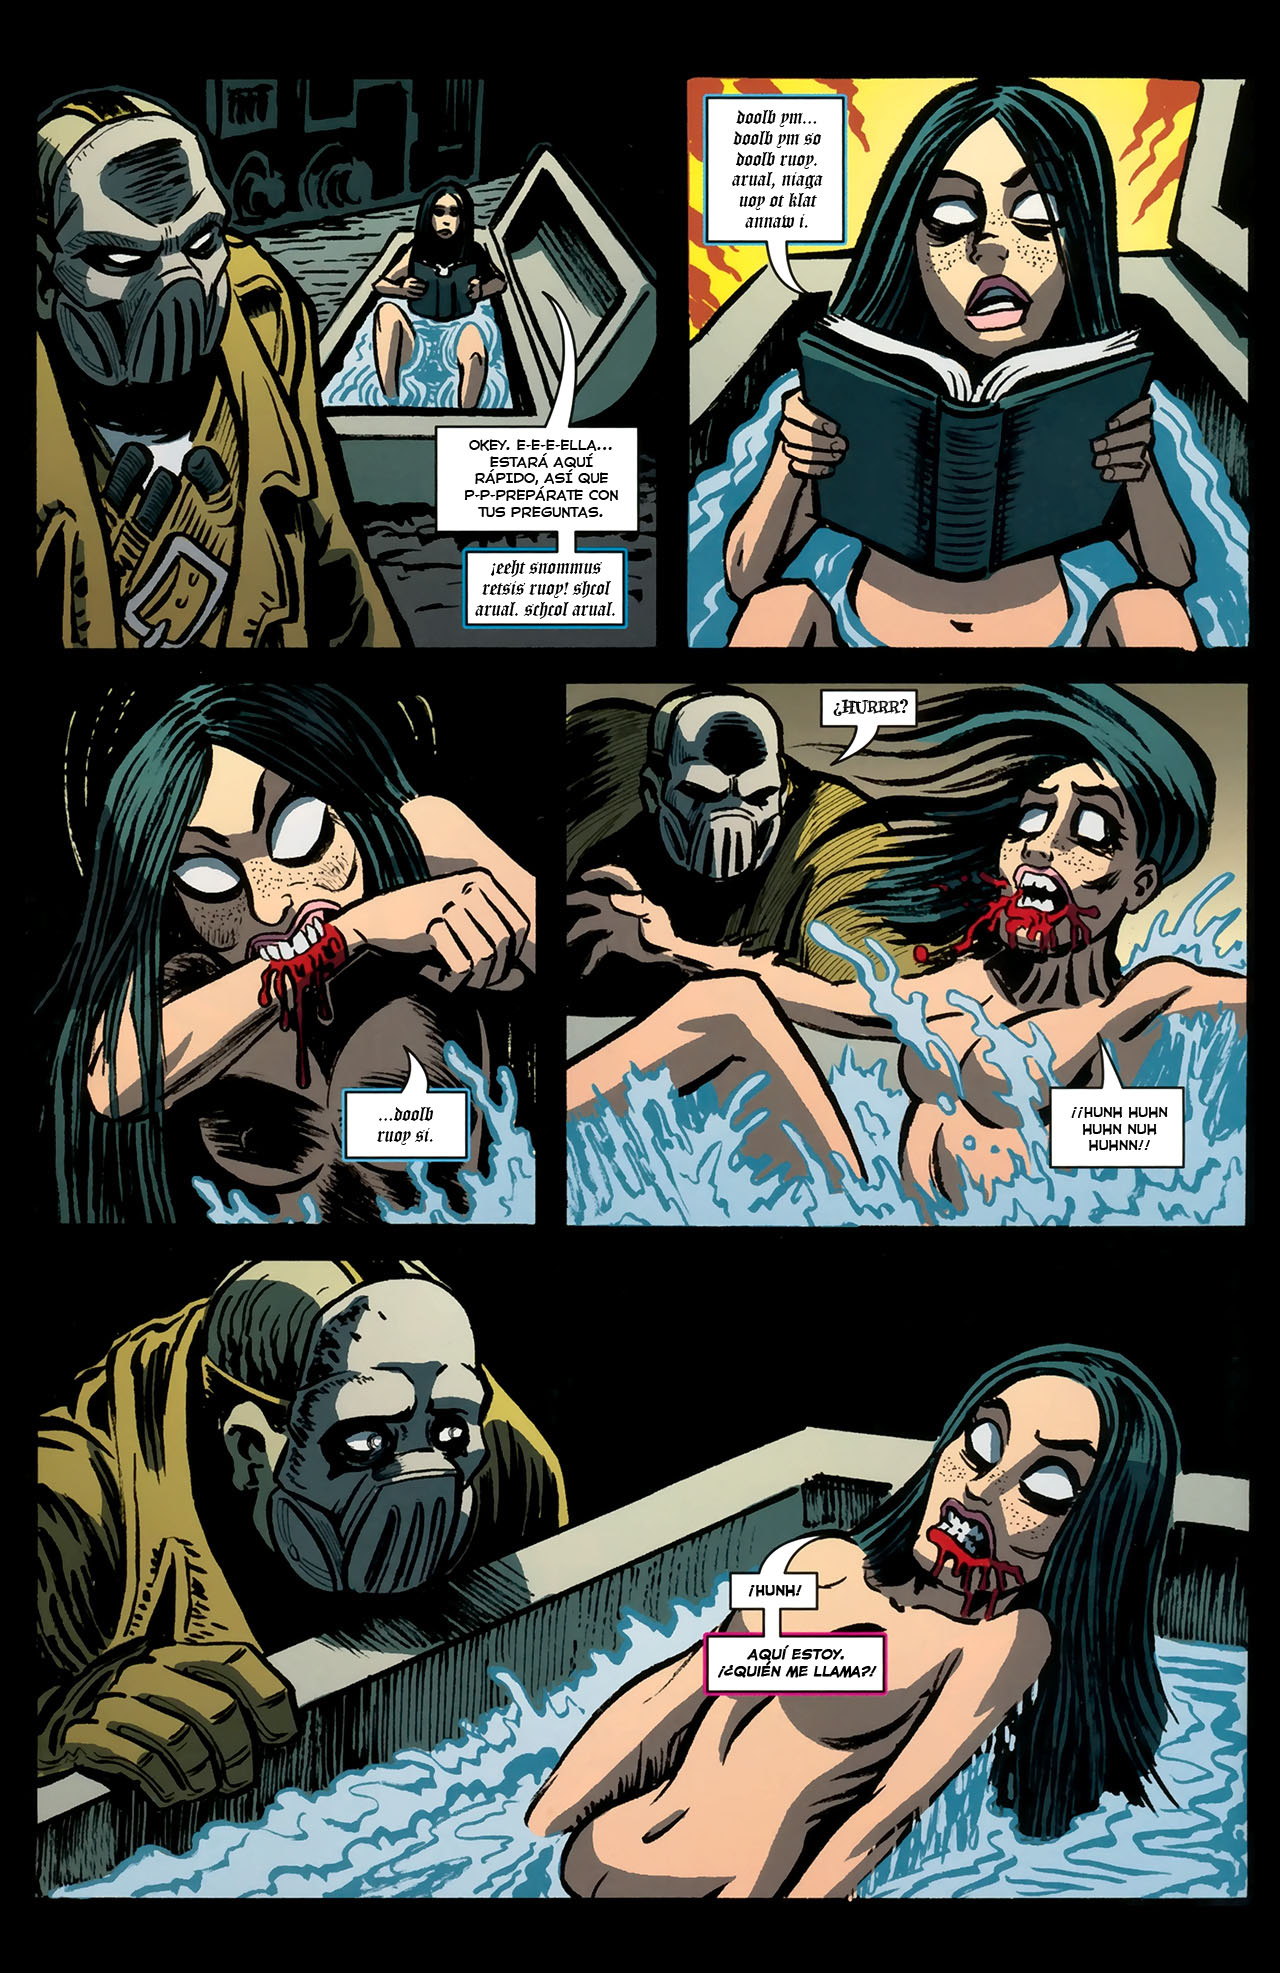 OKEY. E-E-E-ELLA...
ESTARÁ AQUÍ
RÁPIDO, ASÍ QUE
P-P-PREPÁRATE CON
TUS PREGUNTAS.
¡eeht snommus
retsis ruoy! shcol
arual. schcol arual.
doolb ym...
doolb ym so
doolb ruoy.
arual, niaga
uoy ot klat
annaw i.
...doolb
ruoy si.
¿HURRR?
¡¡HUNH HUHN
HUHN NUH
HUHNN!!
¡HUNH!
AQUÍ ESTOY.
¡¿QUIÉN ME LLAMA?!